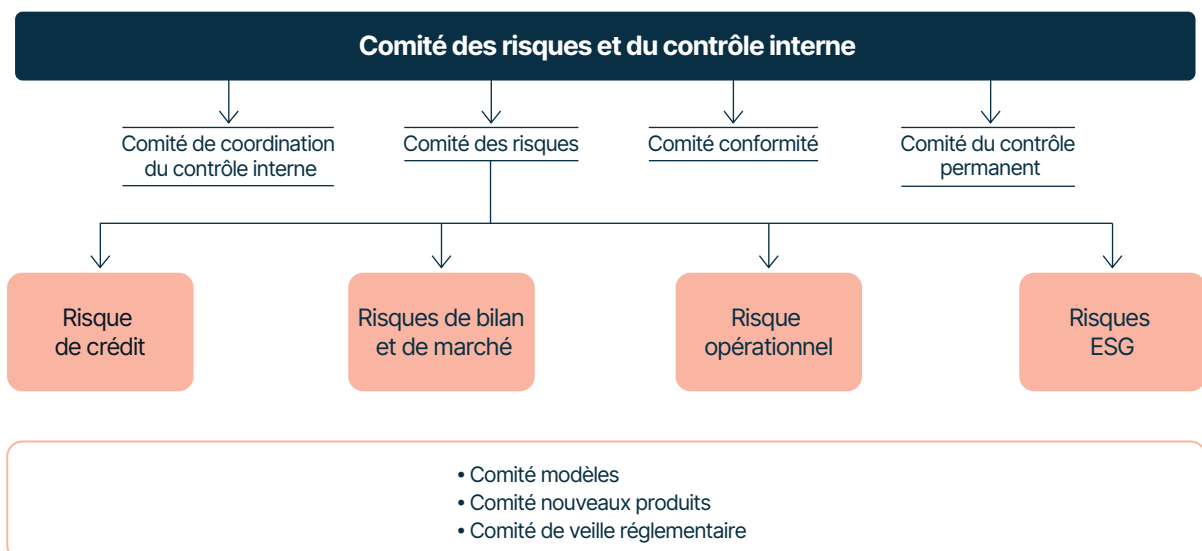 Comité des risques et du contrôle interne
Comité de coordination
du contrôle interne
Comité des risques
Comité conformité
Comité du contrôle
permanent
Risque
de crédit
Risques de bilan
et de marché
Risque
opérationnel
Risques
ESG
• Comité modèles
• Comité nouveaux produits
• Comité de veille réglementaire